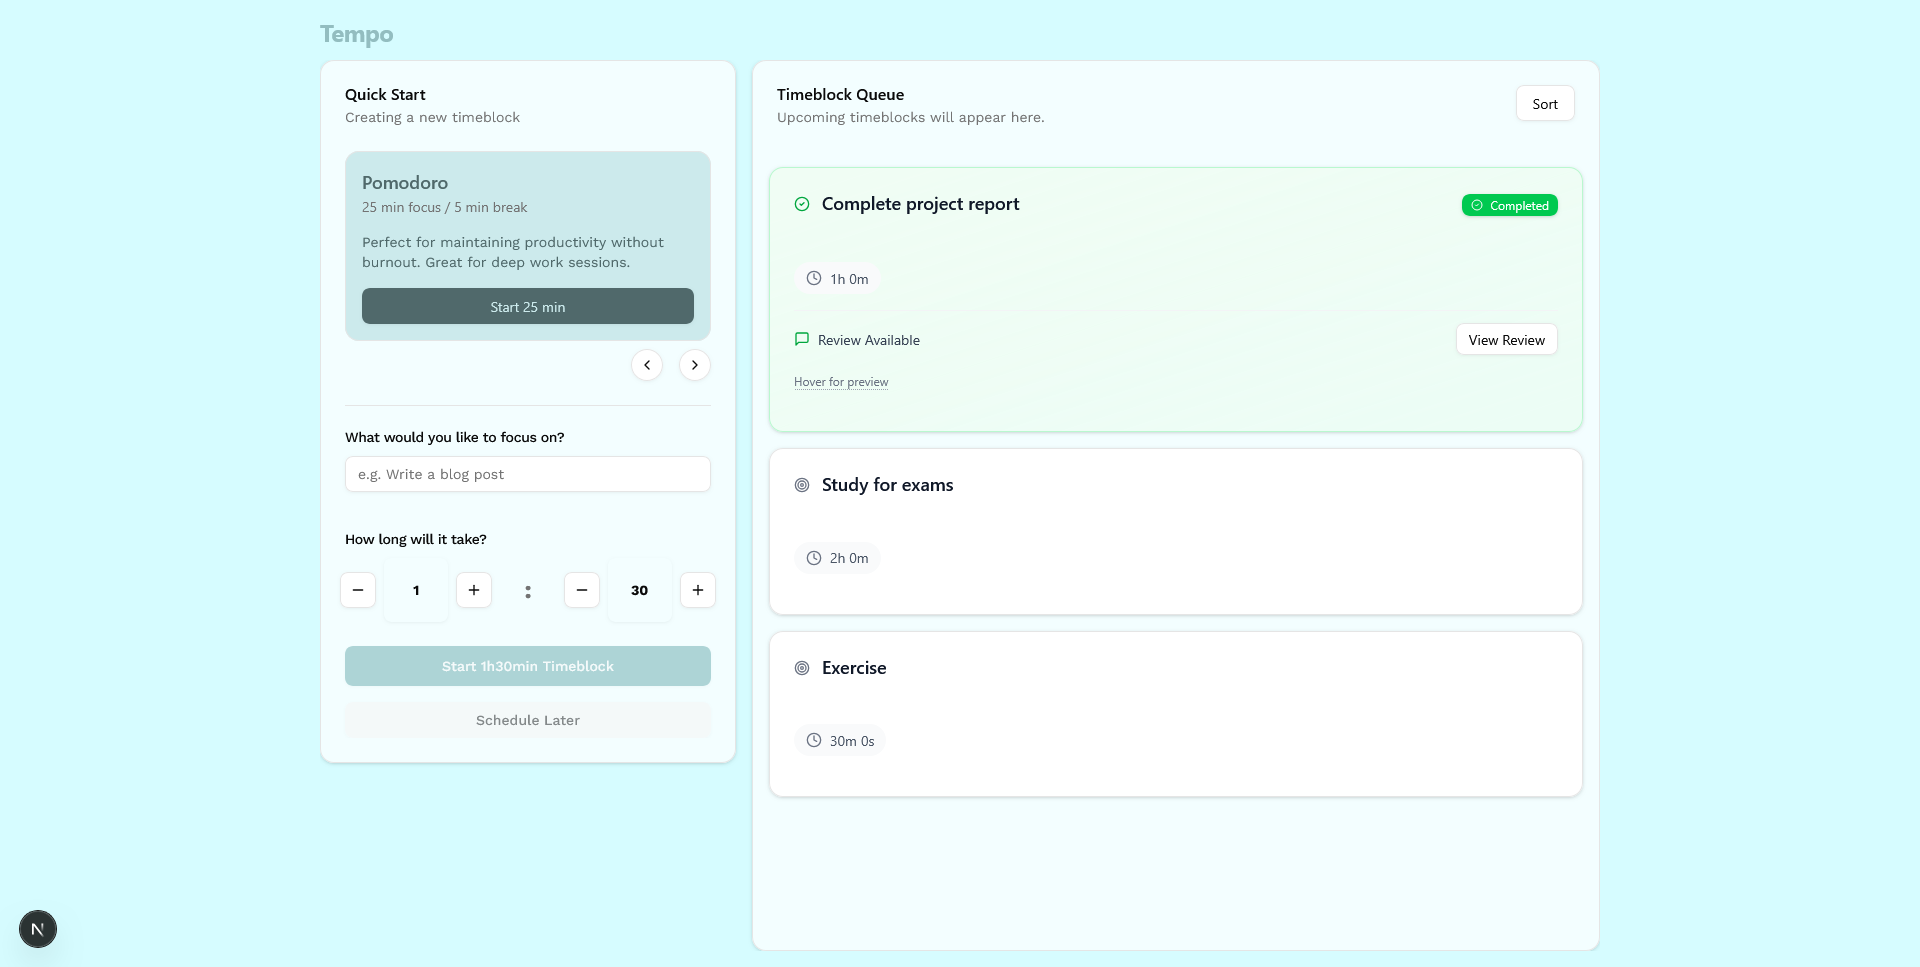 Tempo
Quick Start
Creating a new timeblock
Pomodoro
25 min focus / 5 min break
Perfect for maintaining productivity without
burnout. Great for deep work sessions.
Start 25 min
What would you like to focus on?
e.g. Write a blog post
How long will it take?
1 : 30
Start 1h30min Timeblock
Schedule Later
Timeblock Queue
Upcoming timeblocks will appear here.
Sort
Complete project report
Completed
1h 0m
Review Available
View Review
Hover for preview
Study for exams
2h 0m
Exercise
30m 0s
N